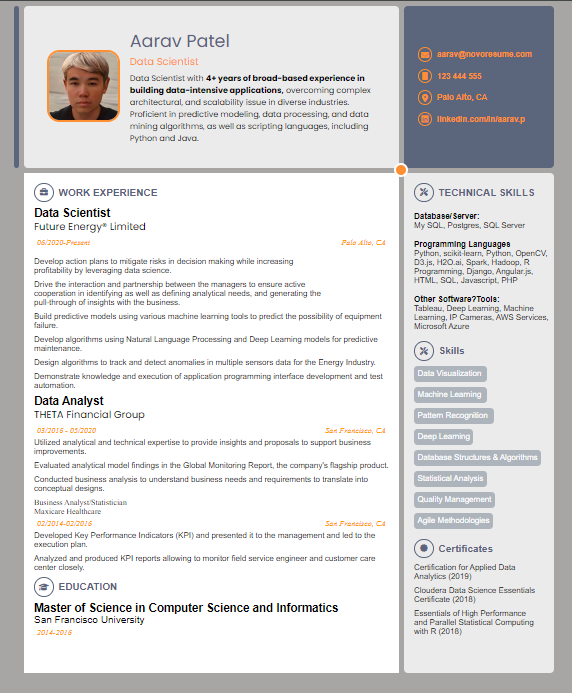 Aarav Patel
Data Scientist
Data Scientist with 4+ years of broad-based experience in
building data-intensive applications, overcoming complex
architectural, and scalability issue in diverse industries.
Proficient in predictive modeling, data processing, and data
mining algorithms, as well as scripting languages, including
Python and Java.
aarav@novoresume.com
123 444 555
Palo Alto, CA
linkedin.com/in/aarav.p
WORK EXPERIENCE
Data Scientist
Future Energy® Limited
06/2020-Present Palo Alto, CA
Develop action plans to mitigate risks in decision making while increasing
profitability by leveraging data science.
Drive the interaction and partnership between the managers to ensure active
cooperation in identifying as well as defining analytical needs, and generating the
pull-through of insights with the business.
Build predictive models using various machine learning tools to predict the possibility of equipment
failure.
Develop algorithms using Natural Language Processing and Deep Learning models for predictive
maintenance.
Design algorithms to track and detect anomalies in multiple sensors data for the Energy Industry.
Demonstrate knowledge and execution of application programming interface development and test
automation.
Data Analyst
THETA Financial Group
03/2016 - 05/2020 San Francisco, CA
Utilized analytical and technical expertise to provide insights and proposals to support business
improvements.
Evaluated analytical model findings in the Global Monitoring Report, the company's flagship product.
Conducted business analysis to understand business needs and requirements to translate into
conceptual designs.
Business Analyst/Statistician
Maxicare Healthcare
02/2014-02/2016 San Francisco, CA
Developed Key Performance Indicators (KPI) and presented it to the management and led to the
execution plan.
Analyzed and produced KPI reports allowing to monitor field service engineer and customer care
center closely.
EDUCATION
Master of Science in Computer Science and Informatics
San Francisco University
2014-2016
TECHNICAL SKILLS
Database/Server:
My SQL, Postgres, SQL Server
Programming Languages
Python, scikit-learn, Python, OpenCV,
D3.js, H2O.ai, Spark, Hadoop, R
Programming, Django, Angular.js,
HTML, SQL, Javascript, PHP
Other Software?Tools:
Tableau, Deep Learning, Machine
Learning, IP Cameras, AWS Services,
Microsoft Azure
Skills
Data Visualization
Machine Learning
Pattern Recognition
Deep Learning
Database Structures & Algorithms
Statistical Analysis
Quality Management
Agile Methodologies
Certificates
Certification for Applied Data
Analytics (2019)
Cloudera Data Science Essentials
Certificate (2018)
Essentials of High Performance
and Parallel Statistical Computing
with R (2018)